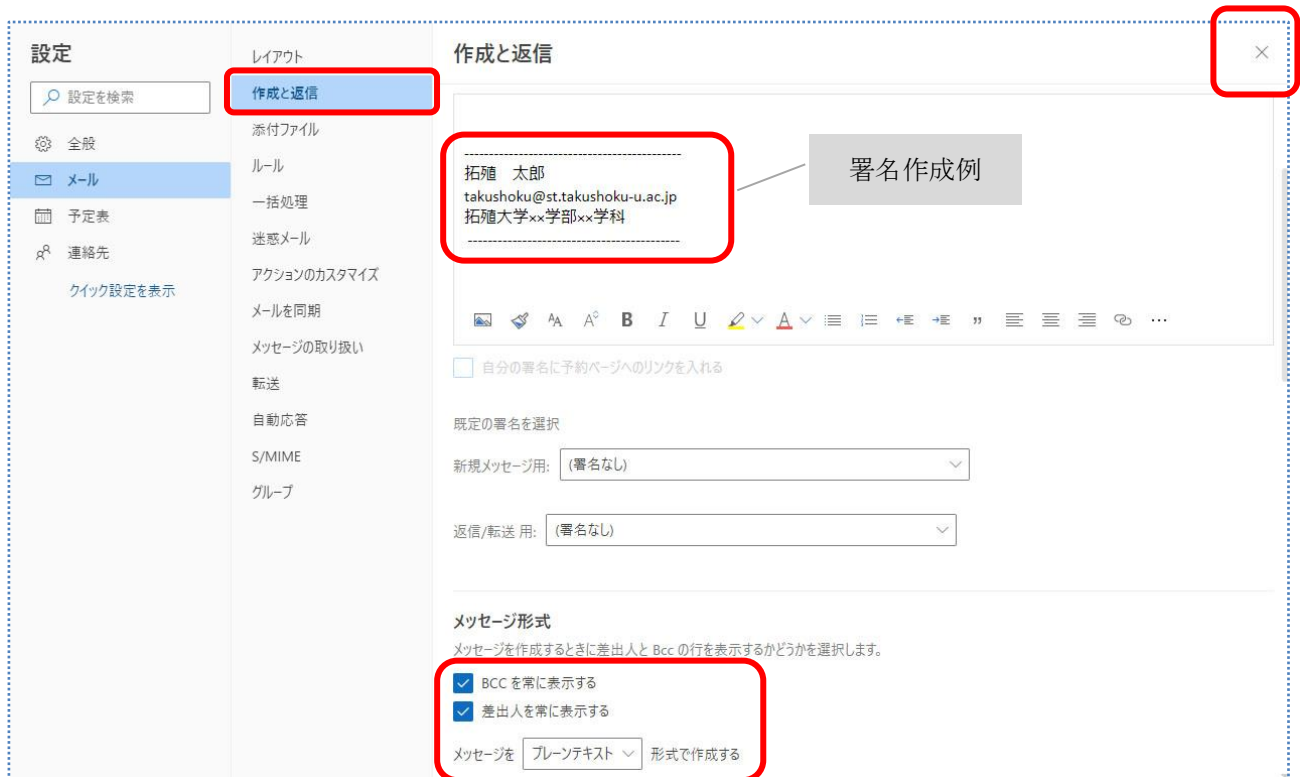 設定
設定を検索
全般
メール
予定表
連絡先
クイック設定を表示
レイアウト
作成と返信
添付ファイル
ルール
一括処理
迷惑メール
アクションのカスタマイズ
メールを同期
メッセージの取り扱い
転送
自動応答
S/MIME
グループ
作成と返信
--------------------------------------------
拓殖　太郎
takushoku@st.takushoku-u.ac.jp
拓殖大学××学部××学科
--------------------------------------------
署名作成例
自分の署名に予約ページへのリンクを入れる
既定の署名を選択
新規メッセージ用: (署名なし)
返信/転送 用: (署名なし)
メッセージ形式
メッセージを作成するときに差出人と Bcc の行を表示するかどうかを選択します。
BCC を常に表示する
差出人を常に表示する
メッセージを プレーンテキスト 形式で作成する